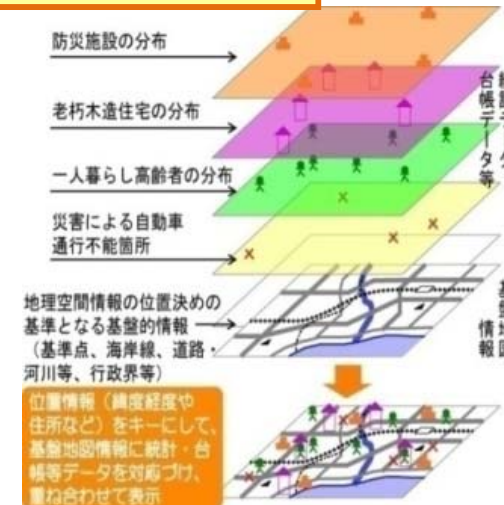 防災施設の分布
老朽木造住宅の分布
一人暮らし高齢者の分布
災害による自動車
通行不能箇所
地理空間情報の位置決めの
基準となる基盤的情報
(基準点、海岸線、道路・
河川等、行政界等)
位置情報(緯度経度や
住所など)をキーにして、
基盤地図情報に統計・台
帳等データを対応づけ、
重ね合わせて表示
台帳データ等
情報